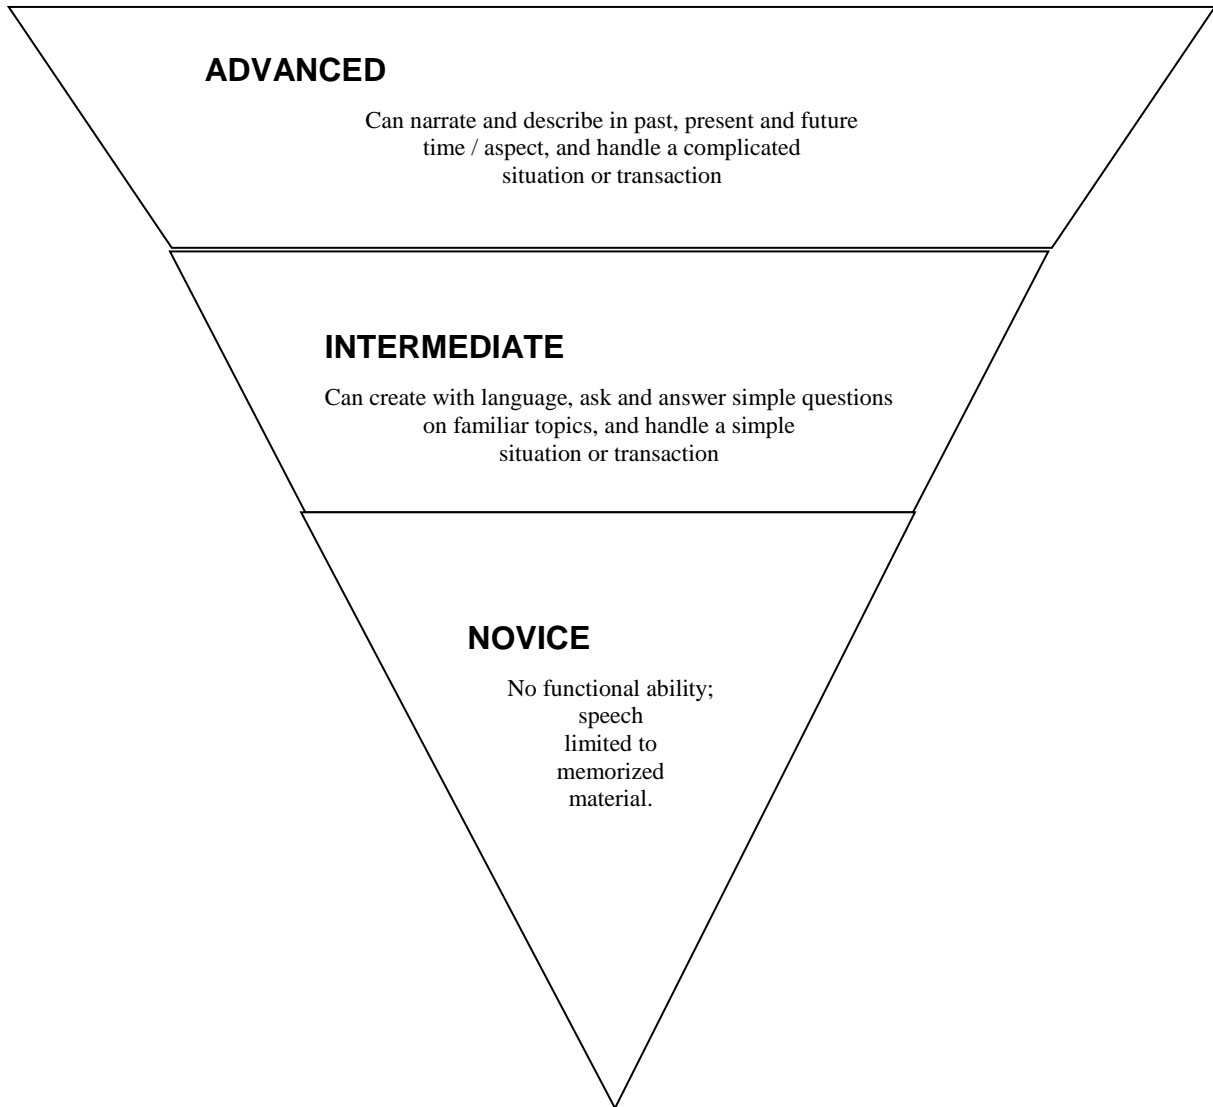 ADVANCED
Can narrate and describe in past, present and future
time / aspect, and handle a complicated
situation or transaction
INTERMEDIATE
Can create with language, ask and answer simple questions
on familiar topics, and handle a simple
situation or transaction
NOVICE
No functional ability;
speech
limited to
memorized
material.